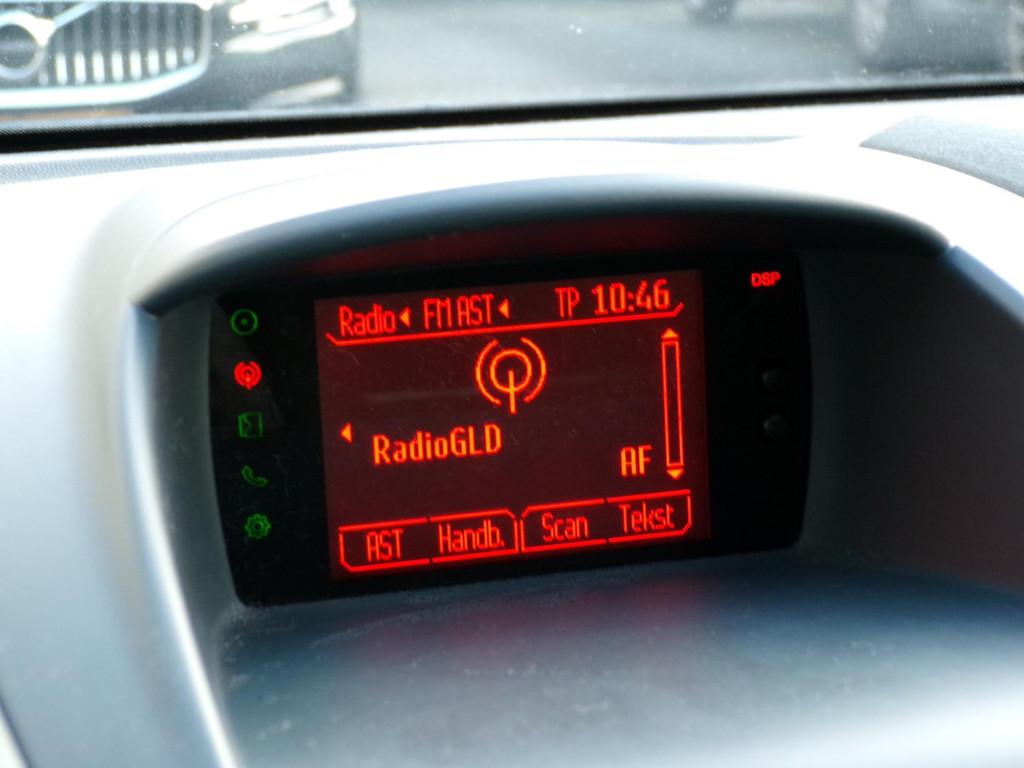 Radio FM AST TP 10:46 DSP
RadioGLD
AF
AST Handb. Scan Tekst